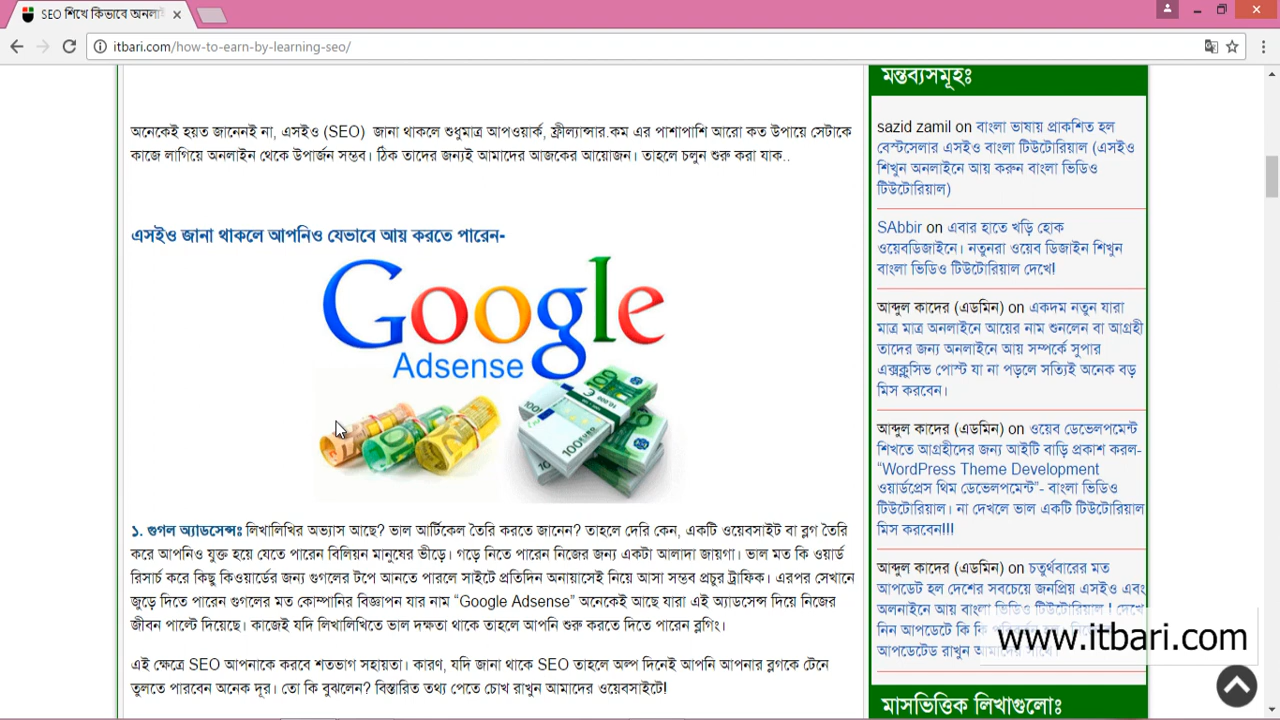 SEO শিখে কিভাবে অনলাই
itbari.com/how-to-earn-by-learning-seo/
অনেকেই হয়ত জানেনই না, এসইও (SEO) জানা থাকলে শুধুমাত্র আপওয়ার্ক, ফ্রীল্যান্সার.কম এর পাশাপাশি আরো কত উপায়ে সেটাকে
কাজে লাগিয়ে অনলাইন থেকে উপার্জন সম্ভব। ঠিক তাদের জন্যই আমাদের আজকের আয়োজন। তাহলে চলুন শুরু করা যাক..
এসইও জানা থাকলে আপনিও যেভাবে আয় করতে পারেন-
Google
Adsense
১. গুগল অ্যাডসেন্সঃ লিখালিখির অভ্যাস আছে? ভাল আর্টিকেল তৈরি করতে জানেন? তাহলে দেরি কেন, একটি ওয়েবসাইট বা ব্লগ তৈরি
করে আপনিও যুক্ত হয়ে যেতে পারেন বিলিয়ন মানুষের ভীড়ে। গড়ে নিতে পারেন নিজের জন্য একটা আলাদা জায়গা। ভাল মত কি ওয়ার্ড
রিসার্চ করে কিছু কিওয়ার্ডের জন্য গুগলের টপে আনতে পারলে সাইটে প্রতিদিন অনায়াসেই নিয়ে আসা সম্ভব প্রচুর ট্রাফিক। এরপর সেখানে
জুড়ে দিতে পারেন গুগলের মত কোম্পানির বিজ্ঞাপন যার নাম “Google Adsense” অনেকেই আছে যারা এই অ্যাডসেন্স দিয়ে নিজের
জীবন পাল্টে দিয়েছে। কাজেই যদি লিখালিখিতে ভাল দক্ষতা থাকে তাহলে আপনি শুরু করতে দিতে পারেন ব্লগিং।
এই ক্ষেত্রে SEO আপনাকে করবে শতভাগ সহায়তা। কারণ, যদি জানা থাকে SEO তাহলে অল্প দিনেই আপনি আপনার ব্লগকে টেনে
তুলতে পারবেন অনেক দূর। তো কি বুঝলেন? বিস্তারিত তথ্য পেতে চোখ রাখুন আমাদের ওয়েবসাইটে!
মন্তব্যসমূহঃ
sazid zamil on বাংলা ভাষায় প্রকাশিত হল
বেস্টসেলার এসইও বাংলা টিউটোরিয়াল (এসইও
শিখুন অনলাইনে আয় করুন বাংলা ভিডিও
টিউটোরিয়াল)
SAbbir on এবার হাতে খড়ি হোক
ওয়েবডিজাইনে। নতুনরা ওয়েব ডিজাইন শিখুন
বাংলা ভিডিও টিউটোরিয়াল দেখে!
আব্দুল কাদের (এডমিন) on একদম নতুন যারা
মাত্র মাত্র অনলাইনে আয়ের নাম শুনলেন বা আগ্রহী
তাদের জন্য অনলাইনে আয় সম্পর্কে সুপার
এক্সক্লুসিভ পোস্ট যা না পড়লে সত্যিই অনেক বড়
মিস করবেন।
আব্দুল কাদের (এডমিন) on ওয়েব ডেভেলপমেন্ট
শিখতে আগ্রহীদের জন্য আইটি বাড়ি প্রকাশ করল-
“WordPress Theme Development
ওয়ার্ডপ্রেস থিম ডেভেলপমেন্ট”- বাংলা ভিডিও
টিউটোরিয়াল। না দেখলে ভাল একটি টিউটোরিয়াল
মিস করবেন!!!
আব্দুল কাদের (এডমিন) on চতুর্থবারের মত
আপডেট হল দেশের সবচেয়ে জনপ্রিয় এসইও এবং
অনলাইনে আয় বাংলা ভিডিও টিউটোরিয়াল ! দেখে
নিন আপডেটে কি কি
আপডেটেড রাখুন আমাদের সাথে।
www.itbari.com
মাসভিত্তিক লিখাগুলোঃ